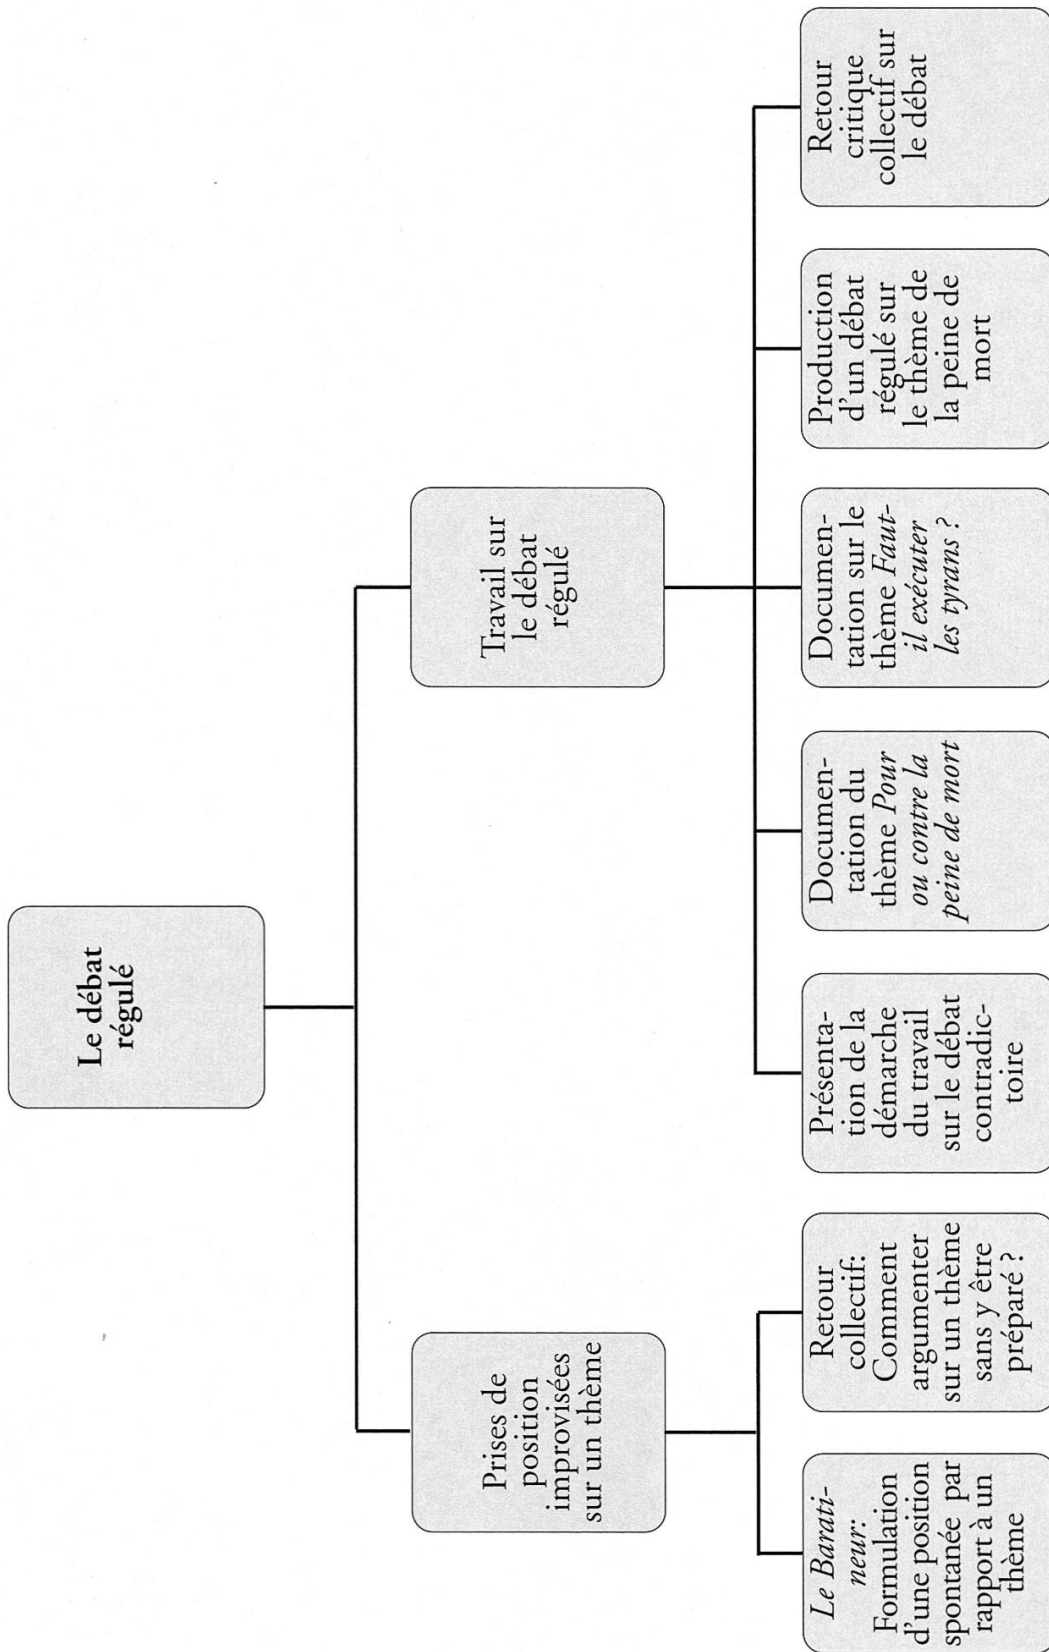 Le débat
régulé
Prises de
position
improvisées
sur un thème
Travail sur
le débat
régulé
Le Barati-
neur:
Formulation
d'une position
spontanée par
rapport à un
thème
Retour
collectif:
Comment
argumenter
sur un thème
sans y être
préparé ?
Présenta-
tion de la
démarche
du travail
sur le débat
contradic-
toire
Documen-
tation du
thème Pour
ou contre la
peine de mort
Documen-
tation sur le
thème Faut-
il exécuter
les tyrans ?
Production
d'un débat
régulé sur
le thème de
la peine de
mort
Retour
critique
collectif sur
le débat